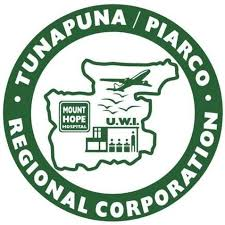 TUNAPUNA / PIARCO
MOUNT
HOPE
HOSPITAL
U.W.I.
REGIONAL CORPORATION